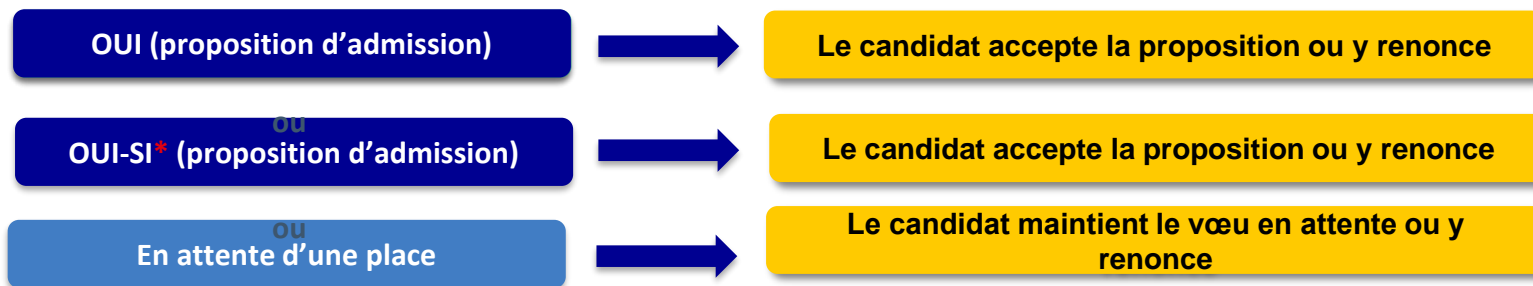 OUI (proposition d’admission)
Le candidat accepte la proposition ou y renonce
ou
OUI-SI* (proposition d’admission)
Le candidat accepte la proposition ou y renonce
ou
En attente d’une place
Le candidat maintient le vœu en attente ou y
renonce